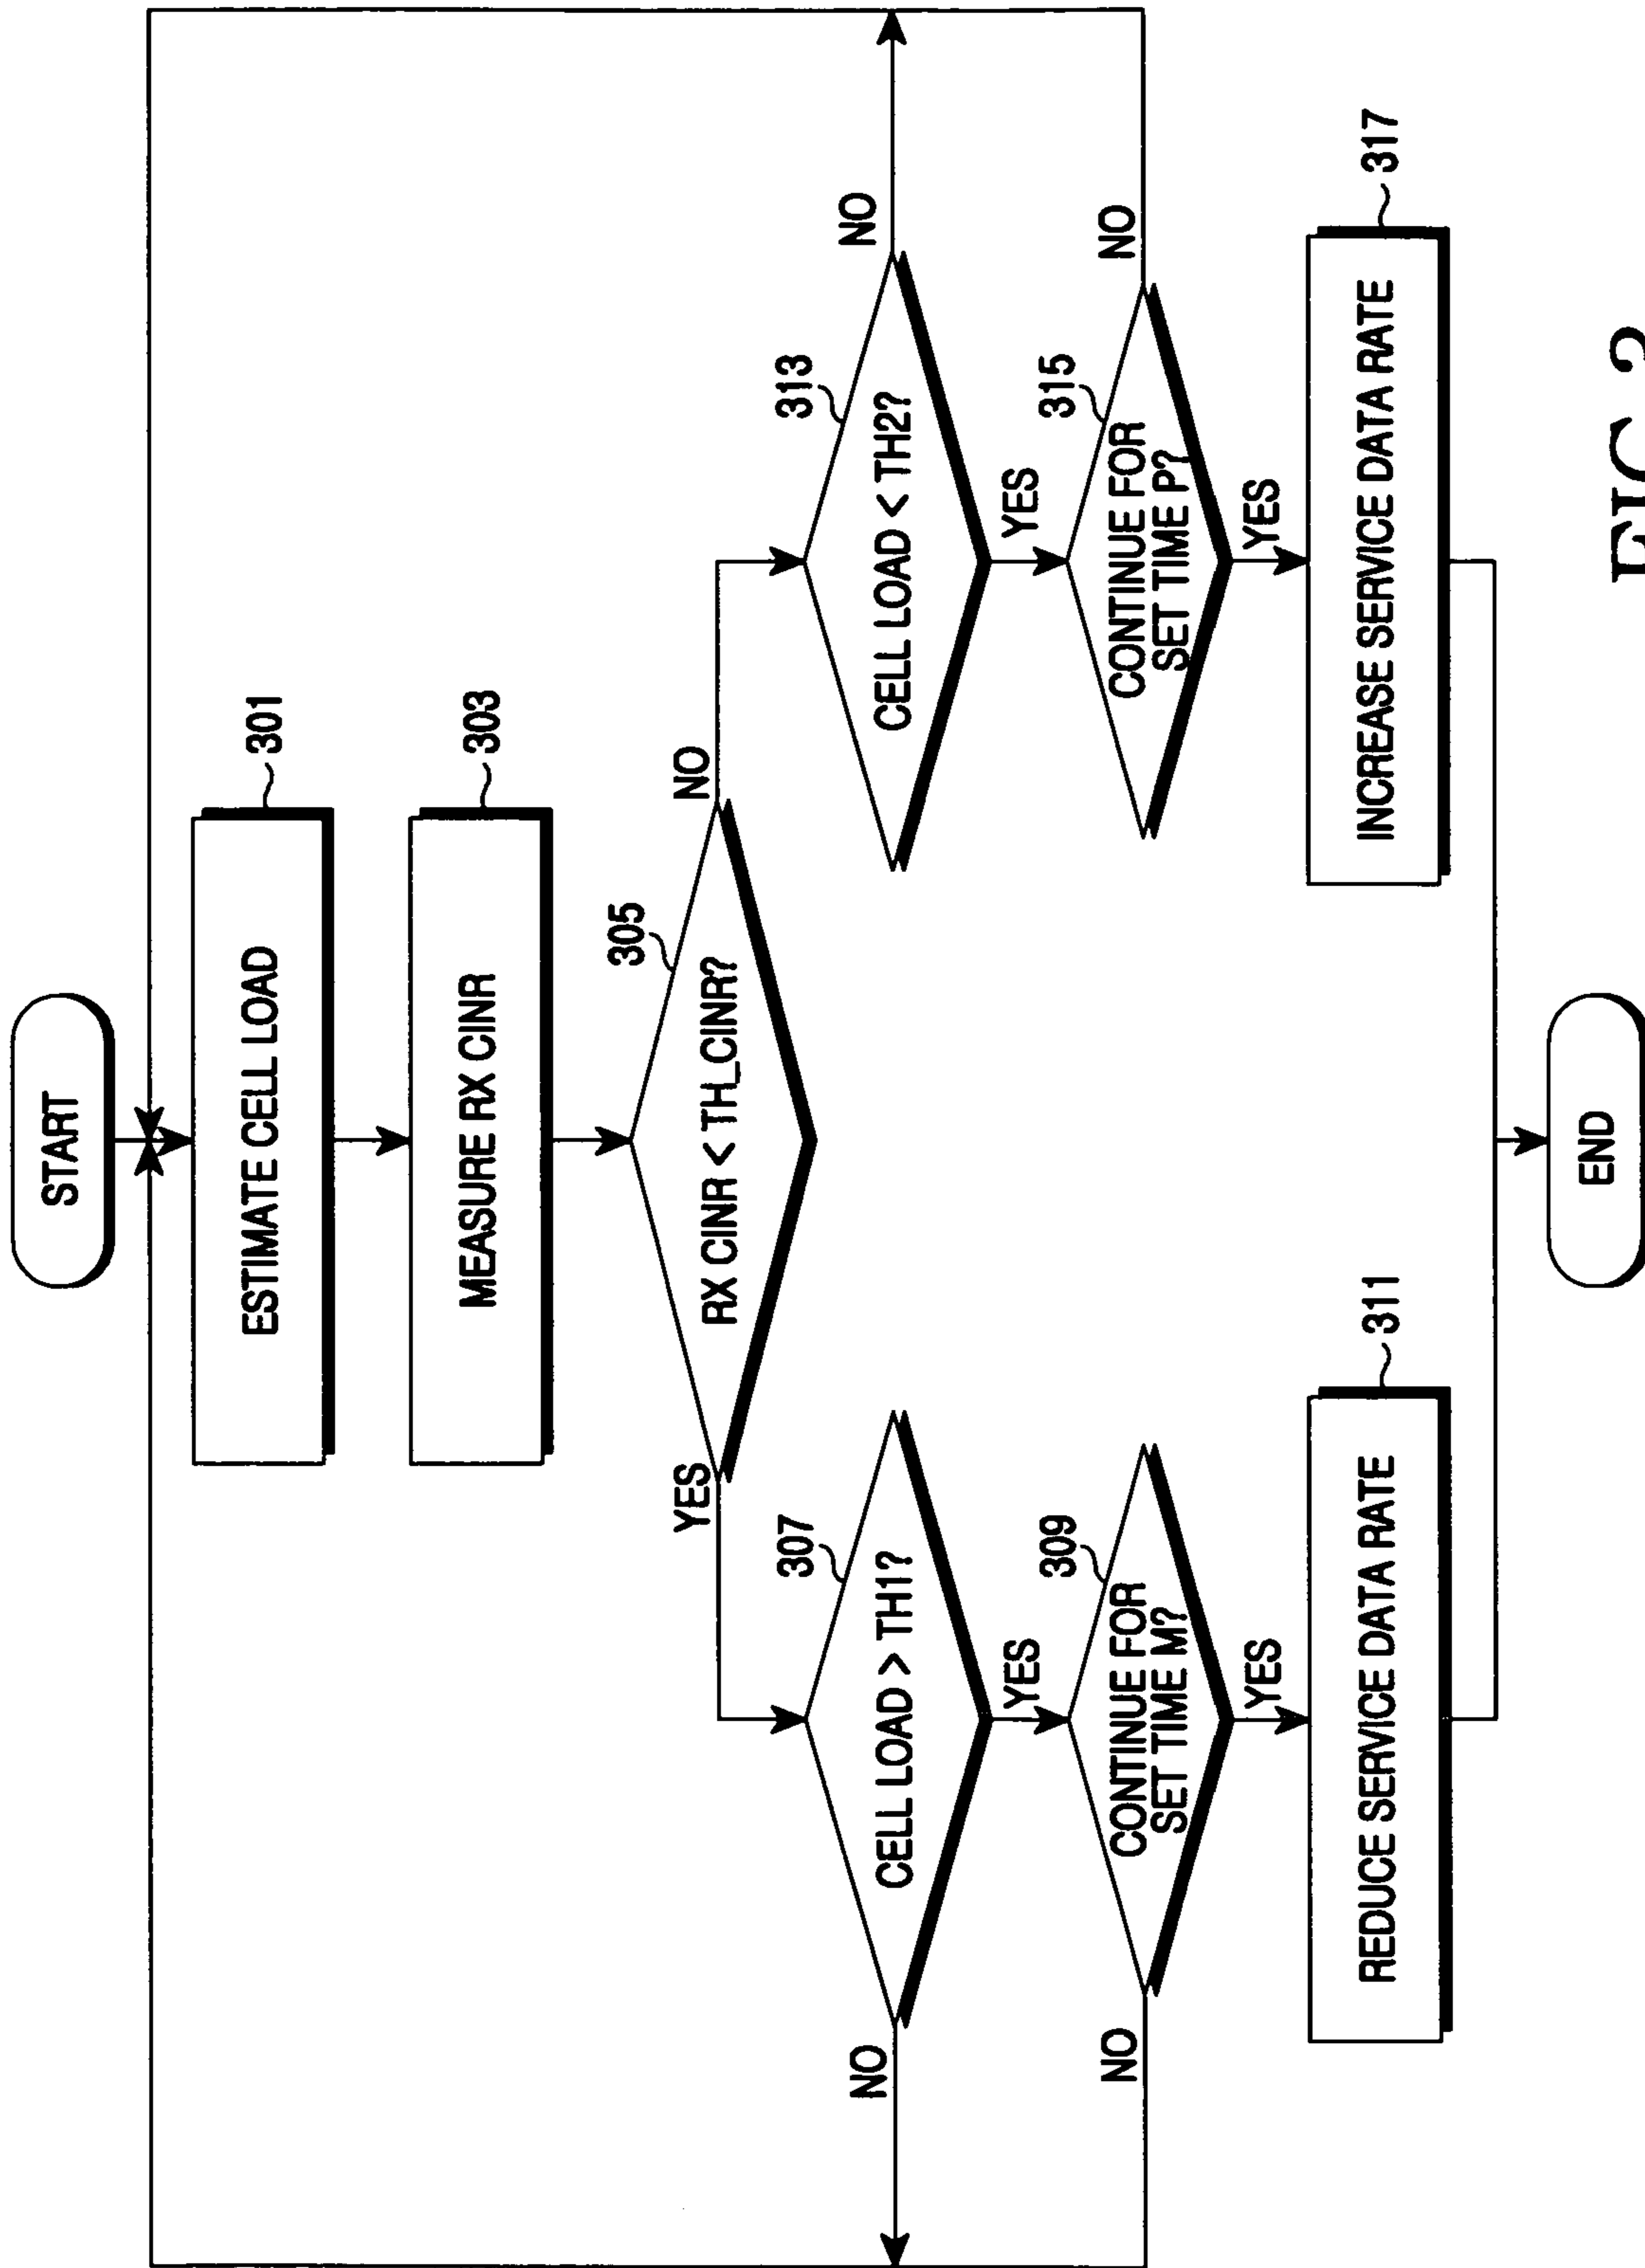 START
ESTIMATE CELL LOAD
301
MEASURE RX CINR
303
RX CINR < TH_CINR?
305
YES
NO
CELL LOAD > TH1?
307
NO
YES
CONTINUE FOR
SET TIME M?
309
NO
YES
REDUCE SERVICE DATA RATE
311
CELL LOAD < TH2?
313
NO
YES
CONTINUE FOR
SET TIME P?
315
NO
YES
INCREASE SERVICE DATA RATE
317
END